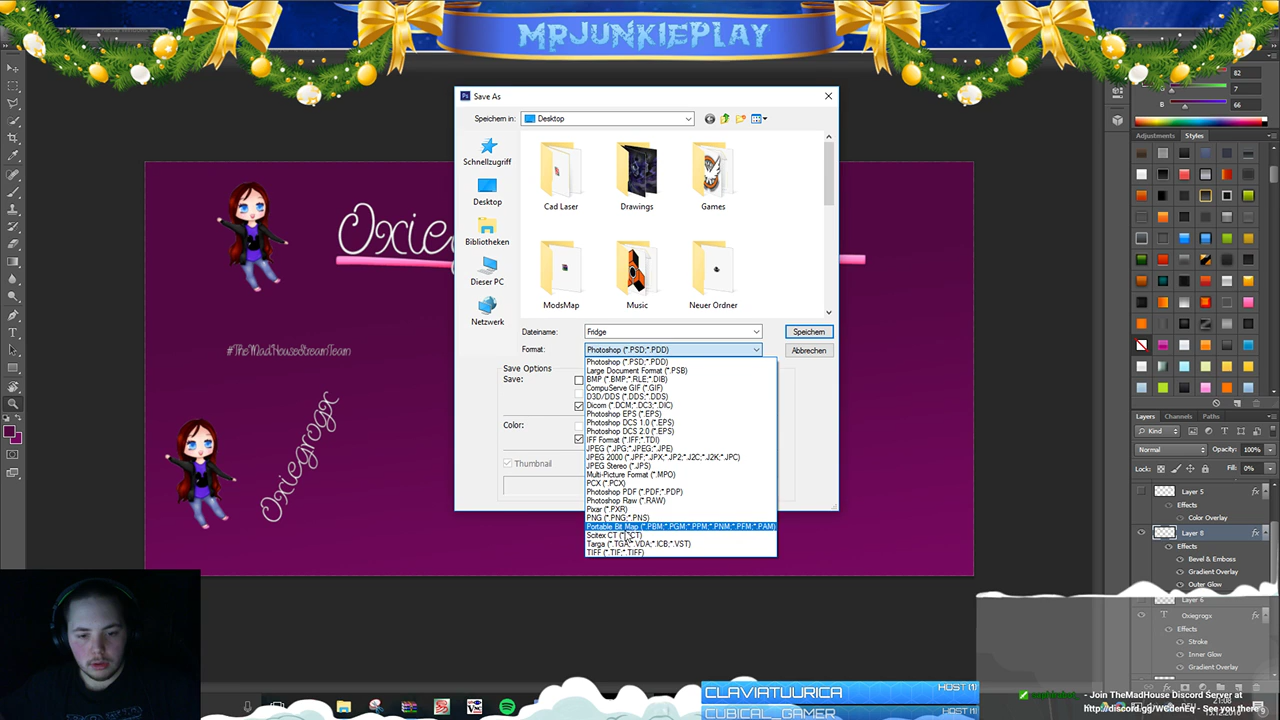 MRJUNKIEPLAY
Save As
Speichern in:
Desktop
Schnellzugriff
Desktop
Bibliotheken
Dieser PC
Netzwerk
Cad Laser
Drawings
Games
ModsMap
Music
Neuer Ordner
Dateiname:
Fridge
Speichern
Format:
Photoshop (*.PSD;*.PDD)
Abbrechen
Save Options
Save:
Color:
Thumbnail
Photoshop (*.PSD;*.PDD)
Large Document Format (*.PSB)
BMP (*.BMP;*.RLE;*.DIB)
CompuServe GIF (*.GIF)
D3D/DDS (*.DDS;*.DDS)
Dicom (*.DCM;*.DC3;*.DIC)
Photoshop EPS (*.EPS)
Photoshop DCS 1.0 (*.EPS)
Photoshop DCS 2.0 (*.EPS)
IFF Format (*.IFF;*.TDI)
JPEG (*.JPG;*.JPEG;*.JPE)
JPEG 2000 (*.JPF;*.JPX;*.JP2;*.J2C;*.J2K;*.JPC)
JPEG Stereo (*.JPS)
Multi-Picture Format (*.MPO)
PCX (*.PCX)
Photoshop PDF (*.PDF;*.PDP)
Photoshop Raw (*.RAW)
Pixar (*.PXR)
PNG (*.PNG;*.PNS)
Portable Bit Map (*.PBM;*.PGM;*.PPM;*.PNM;*.PFM;*.PAM)
Scitex CT (*.SCT)
Targa (*.TGA;*.VDA;*.ICB;*.VST)
TIFF (*.TIF;*.TIFF)
#TheMadHouseStreamTeam
Oxiegrogx
82
7
B
66
Adjustments
Styles
Layers
Channels
Paths
Kind
Normal
Opacity:
100%
Lock:
Fill:
0%
Layer 5
Effects
Color Overlay
Layer 8
Effects
Bevel & Emboss
Gradient Overlay
Outer Glow
Layer 6
Oxiegrogx
Effects
Stroke
Inner Glow
Gradient Overlay
CLAVIATUURICA
HOST (1)
CUBICAL_GAMER
HOST (1)
- Join TheMadHouse Discord Server at
- See you there
21:08